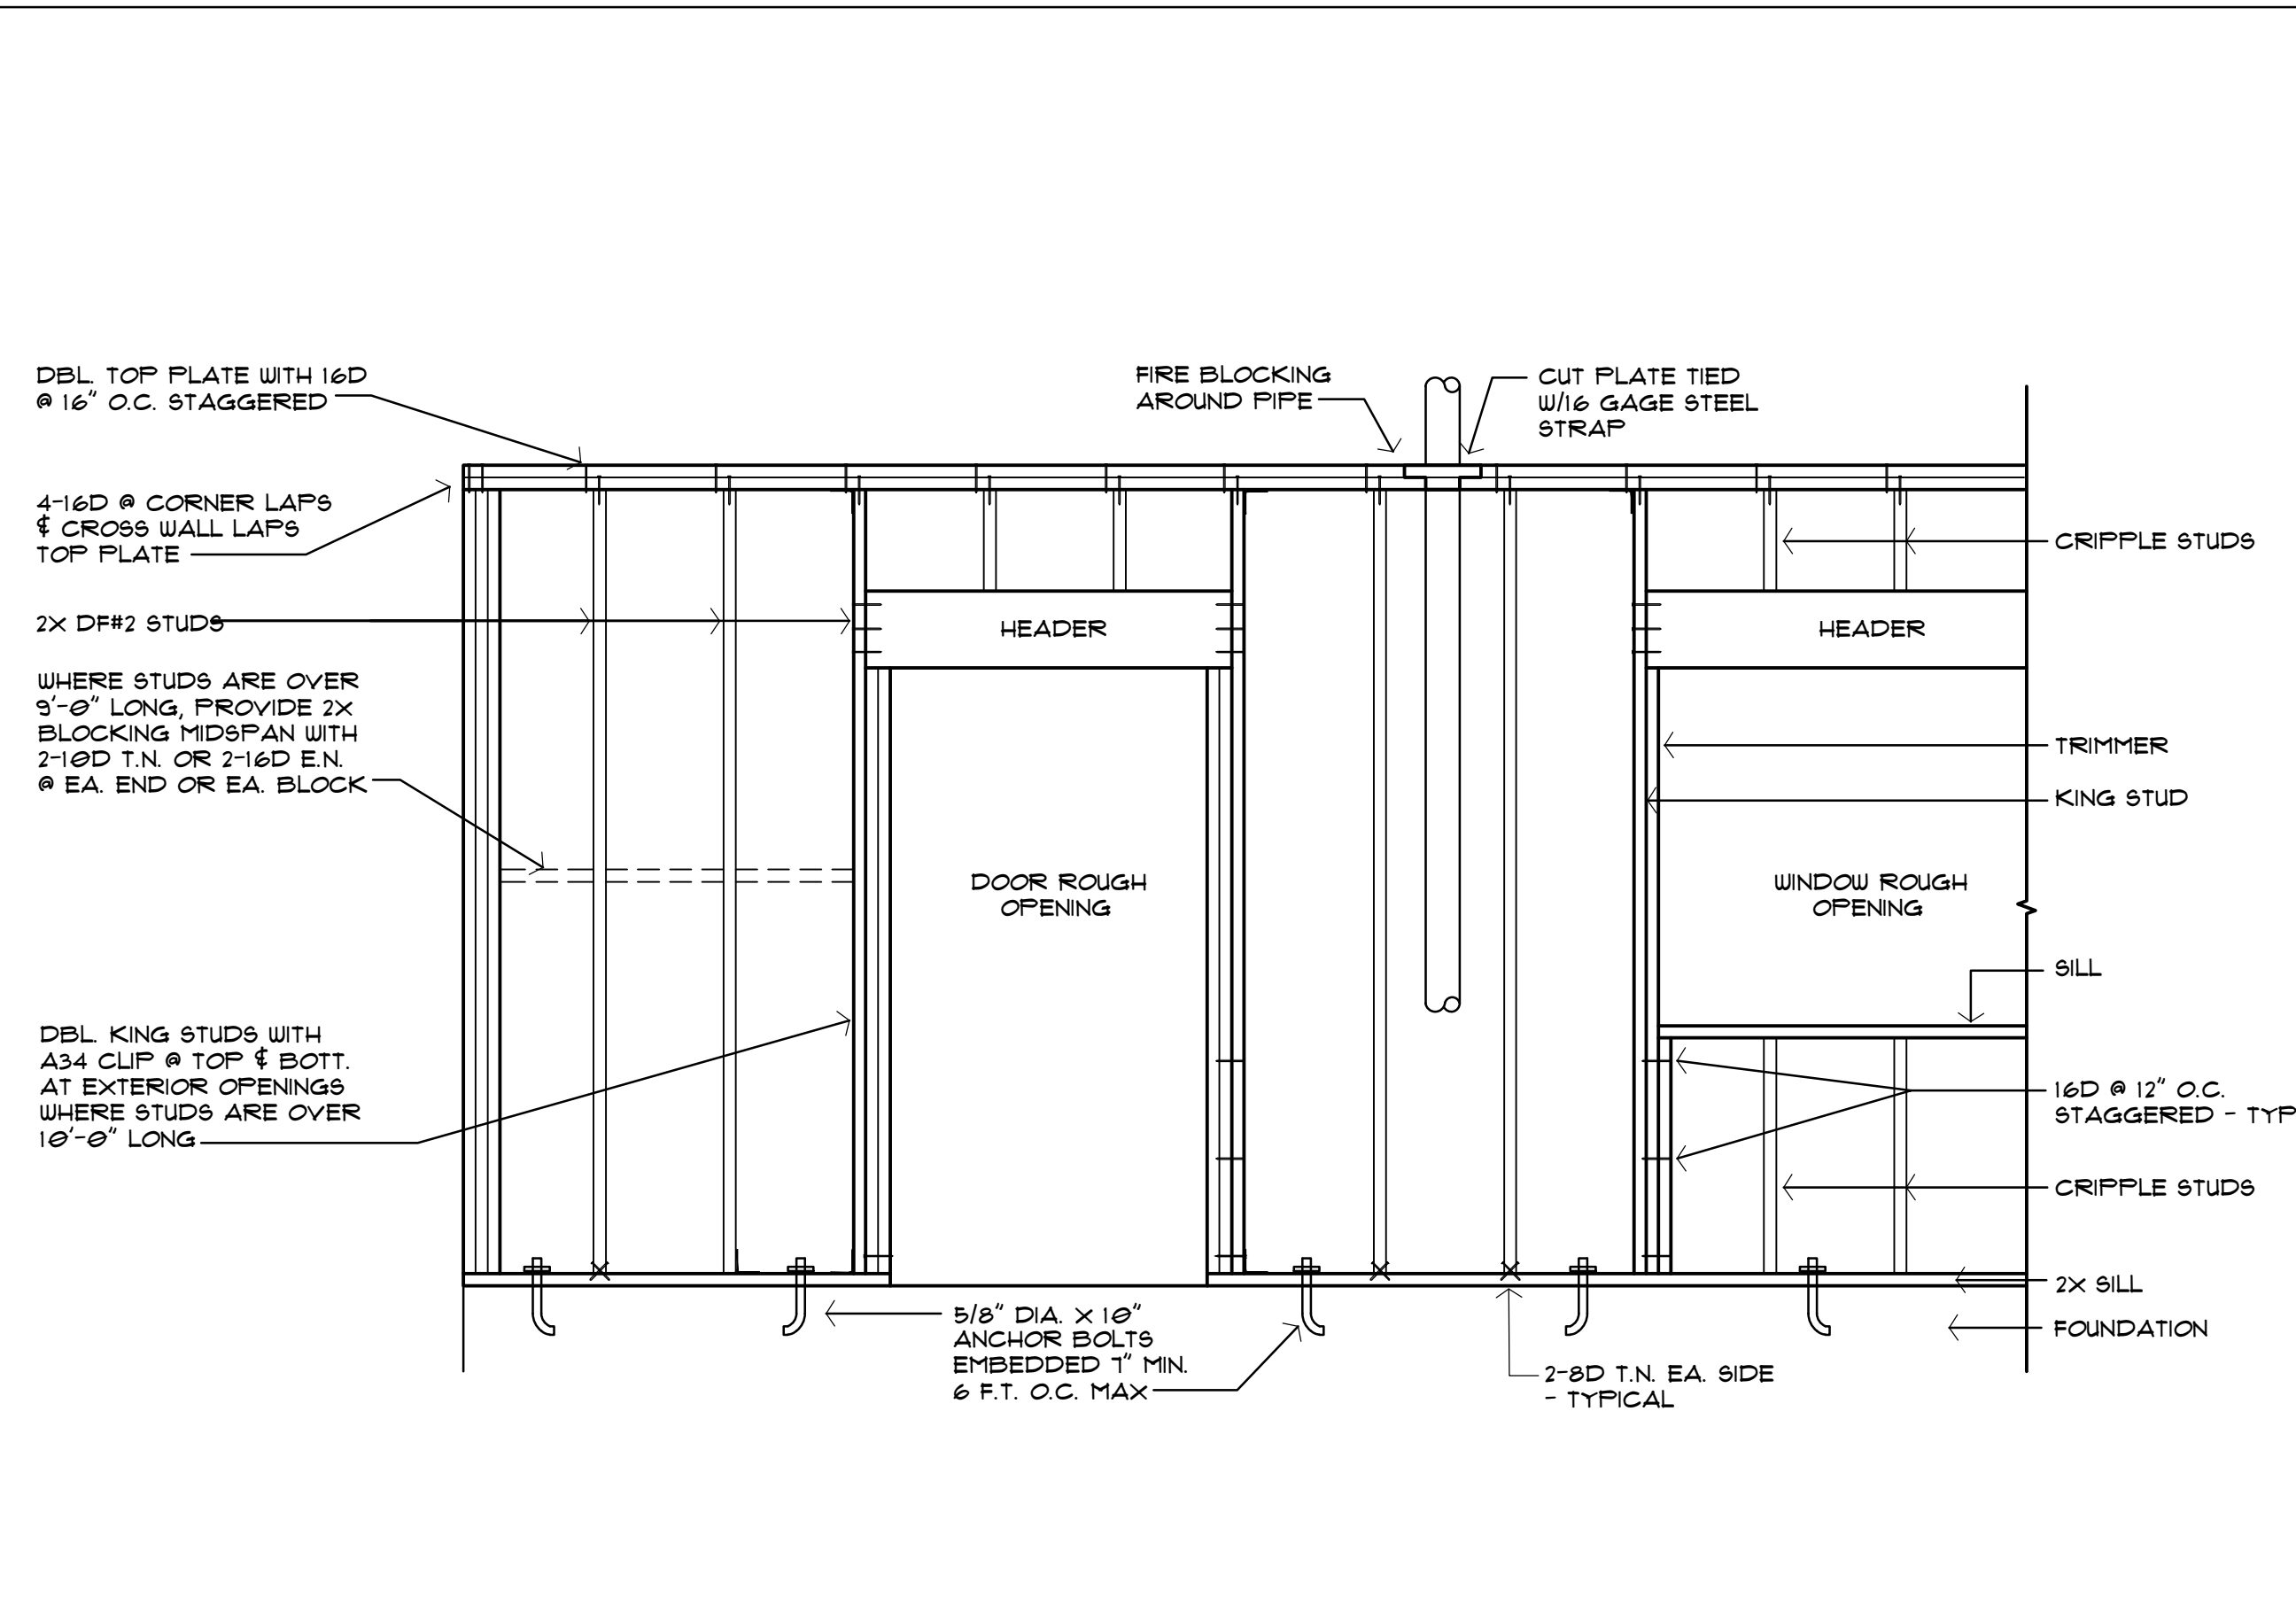 DBL. TOP PLATE WITH 16D
@ 16" O.C. STAGGERED
4-16D @ CORNER LAPS
& CROSS WALL LAPS
TOP PLATE
2X DF#2 STUDS
WHERE STUDS ARE OVER
9'-0" LONG, PROVIDE 2X
BLOCKING MIDSPAN WITH
2-10D T.N. OR 2-16D E.N.
@ EA. END OR EA. BLOCK
DBL. KING STUDS WITH
A34 CLIP @ TOP & BOTT.
AT EXTERIOR OPENINGS
WHERE STUDS ARE OVER
10'-0" LONG
FIRE BLOCKING
AROUND PIPE
CUT PLATE TIED
W/16 GAGE STEEL
STRAP
HEADER
HEADER
DOOR ROUGH
OPENING
WINDOW ROUGH
OPENING
CRIPPLE STUDS
TRIMMER
KING STUD
SILL
16D @ 12" O.C.
STAGGERED - TYP
CRIPPLE STUDS
2X SILL
FOUNDATION
5/8" DIA. X 10"
ANCHOR BOLTS
EMBEDDED 7" MIN.
6 F.T. O.C. MAX
2-8D T.N. EA. SIDE
- TYPICAL